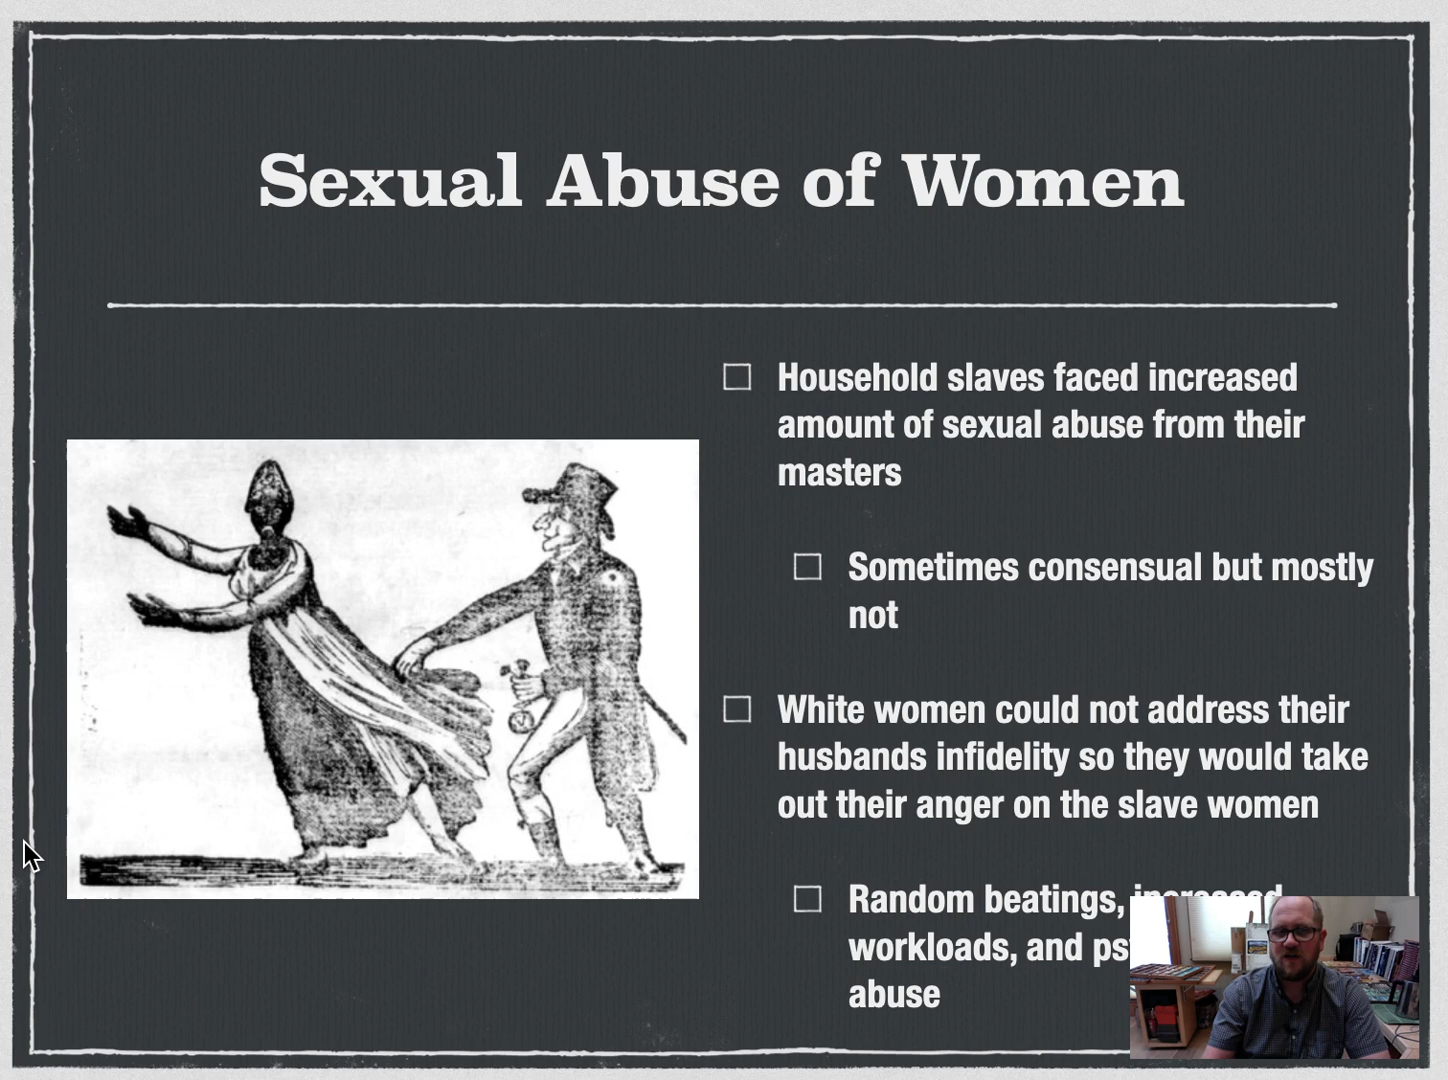 Sexual Abuse of Women
Household slaves faced increased
amount of sexual abuse from their
masters
Sometimes consensual but mostly
not
White women could not address their
husbands infidelity so they would take
out their anger on the slave women
Random beatings, increased
workloads, and
abuse